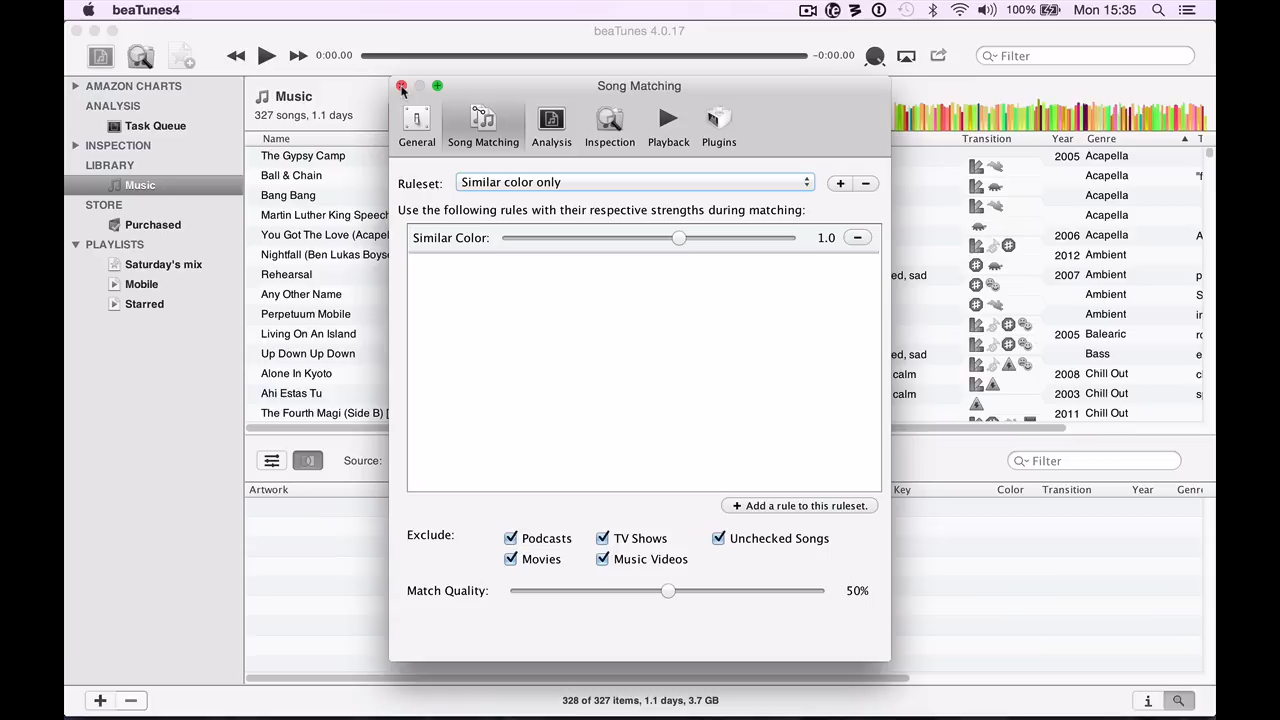 beaTunes4
100%
Mon 15:35
beaTunes 4.0.17
0:00.00
−0:00.00
Filter
AMAZON CHARTS
ANALYSIS
Task Queue
INSPECTION
LIBRARY
Music
STORE
Purchased
PLAYLISTS
Saturday's mix
Mobile
Starred
Music
327 songs, 1.1 days
Name
The Gypsy Camp
Ball & Chain
Bang Bang
Martin Luther King Speech
You Got The Love (Acapel
Nightfall (Ben Lukas Boyse
Rehearsal
Any Other Name
Perpetuum Mobile
Living On An Island
Up Down Up Down
Alone In Kyoto
Ahi Estas Tu
The Fourth Magi (Side B) [
Song Matching
General
Song Matching
Analysis
Inspection
Playback
Plugins
Ruleset:
Similar color only
Use the following rules with their respective strengths during matching:
Similar Color:
1.0
Add a rule to this ruleset.
Exclude:
Podcasts
TV Shows
Unchecked Songs
Movies
Music Videos
Match Quality:
50%
Transition Year Genre
2005 Acapella
Acapella
Acapella
Acapella
2006 Acapella
2012 Ambient
ed, sad 2007 Ambient
Ambient
Ambient
2005 Balearic
ed, sad Bass
calm 2008 Chill Out
calm 2003 Chill Out
2011 Chill Out
Source:
Filter
Artwork
Key Color Transition Year Genre
328 of 327 items, 1.1 days, 3.7 GB